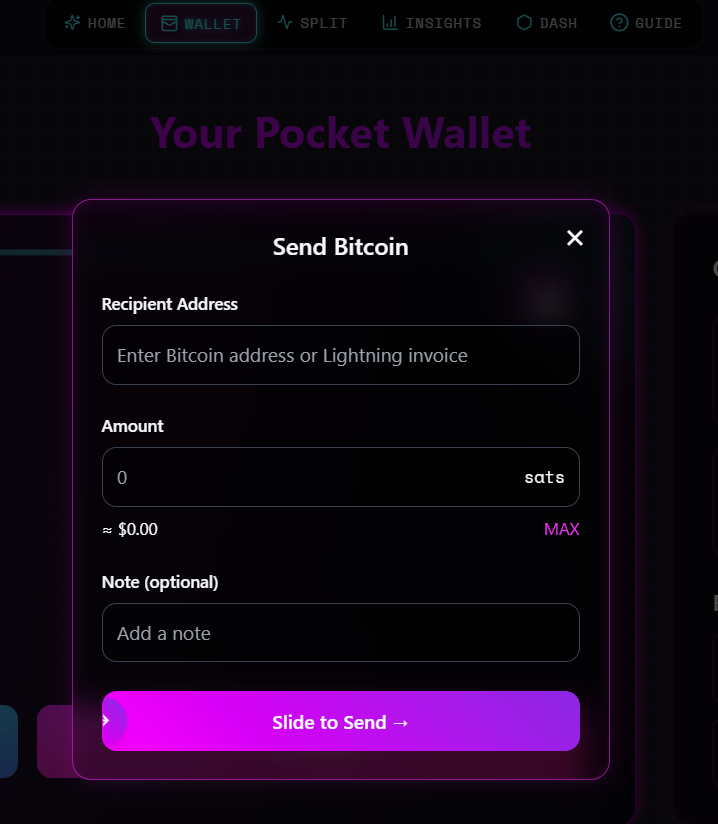 HOME WALLET SPLIT INSIGHTS DASH GUIDE
Your Pocket Wallet
Send Bitcoin
Recipient Address
Enter Bitcoin address or Lightning invoice
Amount
0 sats
≈ $0.00 MAX
Note (optional)
Add a note
Slide to Send →